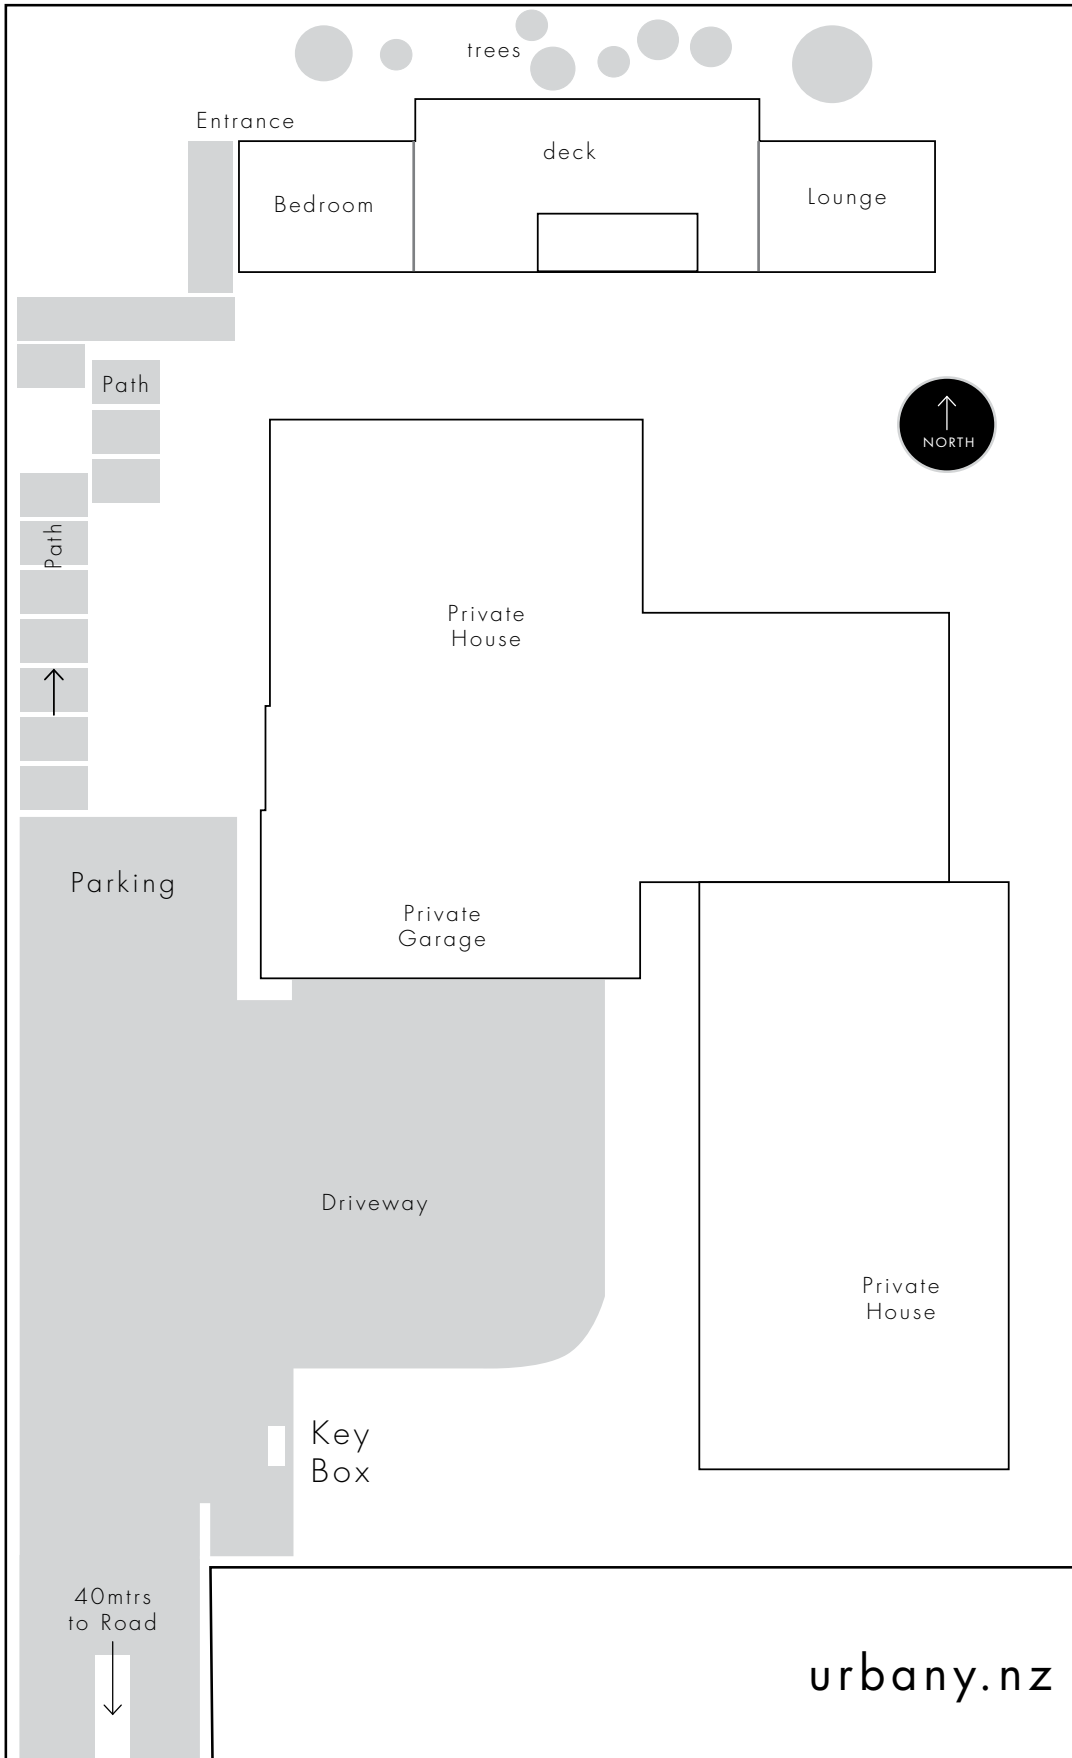 trees
Entrance
deck
Bedroom
Lounge
Path
NORTH
Path
Private
House
Parking
Private
Garage
Driveway
Private
House
Key
Box
40mtrs
to Road
urbany.nz